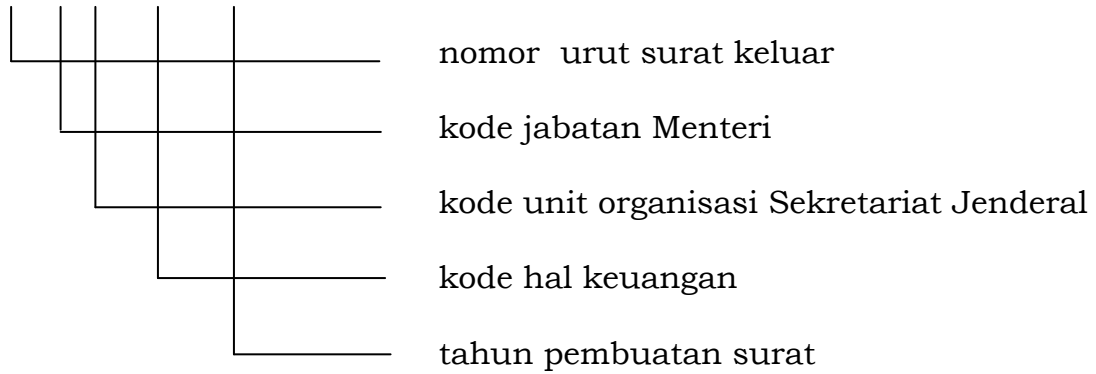 nomor urut surat keluar
kode jabatan Menteri
kode unit organisasi Sekretariat Jenderal
kode hal keuangan
tahun pembuatan surat